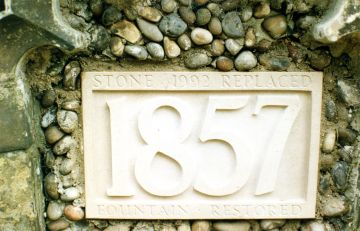 STONE 1992 REPLACED
1857
FOUNTAIN RESTORED